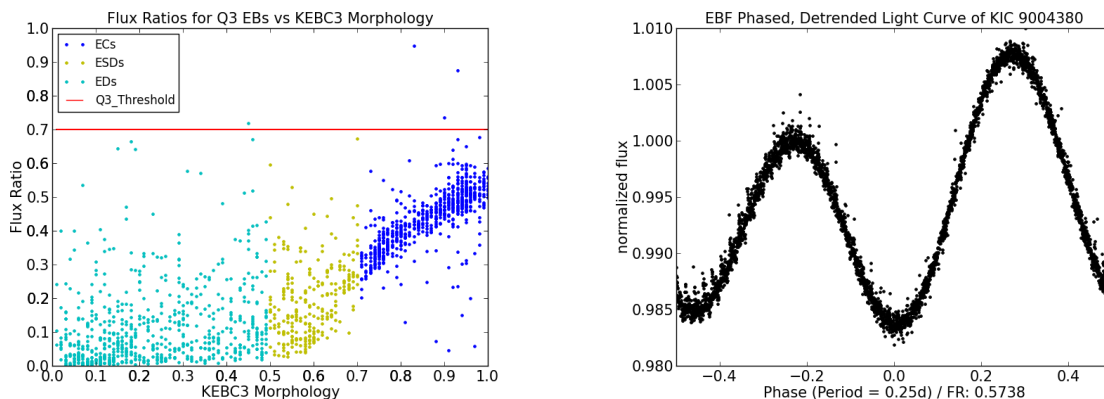 Flux Ratios for Q3 EBs vs KEBC3 Morphology
1.0
0.9
0.8
0.7
0.6
0.5
0.4
0.3
0.2
0.1
0.0
Flux Ratio
ECs
ESDs
EDs
Q3_Threshold
0.0 0.1 0.2 0.3 0.4 0.5 0.6 0.7 0.8 0.9 1.0
KEBC3 Morphology
EBF Phased, Detrended Light Curve of KIC 9004380
1.010
1.005
1.000
0.995
0.990
0.985
0.980
normalized flux
−0.4 −0.2 0.0 0.2 0.4
Phase (Period = 0.25d) / FR: 0.5738